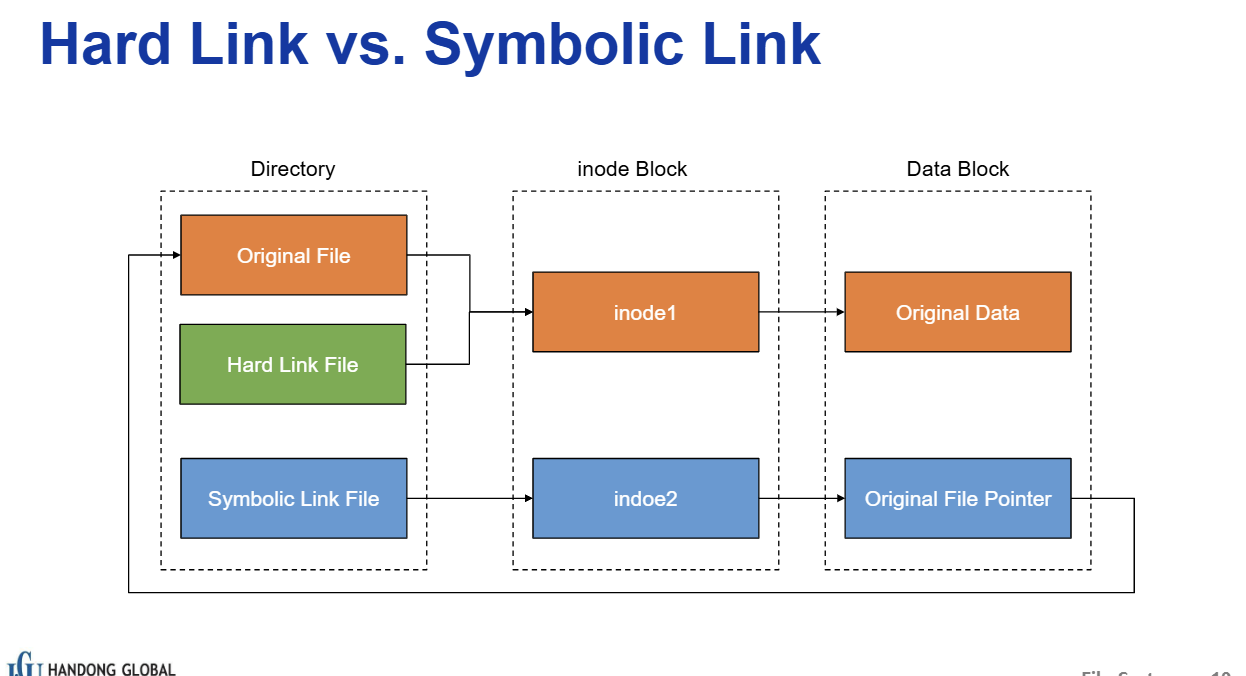 Hard Link vs. Symbolic Link
Directory
inode Block
Data Block
Original File
Hard Link File
inode1
Original Data
Symbolic Link File
indoe2
Original File Pointer
HANDONG GLOBAL